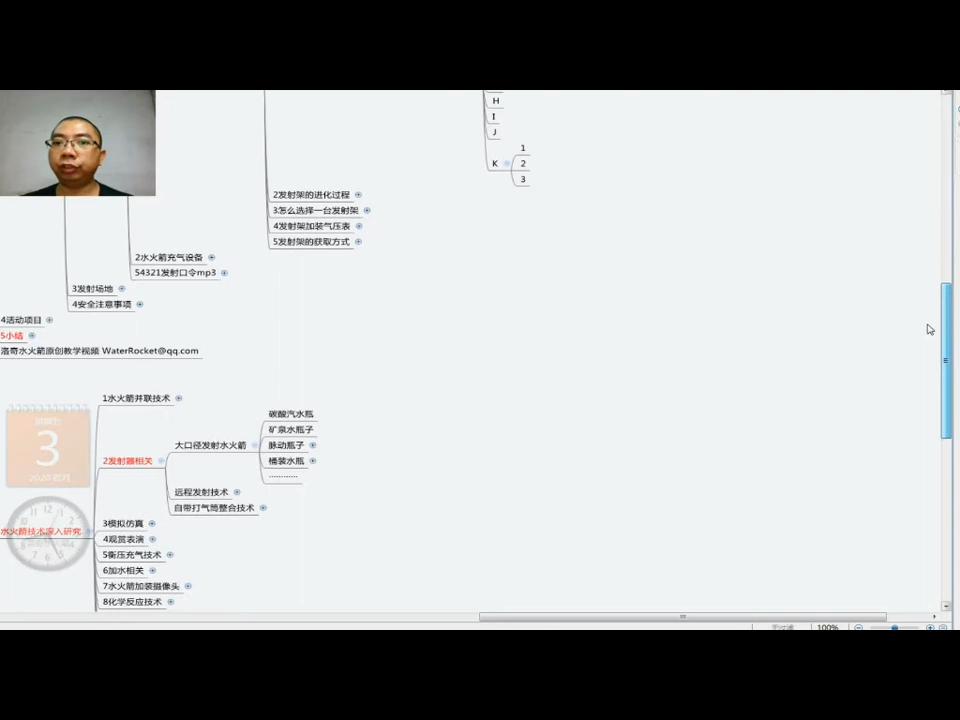 H
I
J
K
1
2
3
2发射架的进化过程
3怎么选择一台发射架
4发射架加装气压表
5发射架的获取方式
2水火箭充气设备
54321发射口令mp3
3发射场地
4安全注意事项
4活动项目
5小结
洛奇水火箭原创教学视频 WaterRocket@qq.com
1水火箭并联技术
2发射器相关
大口径发射水火箭
碳酸汽水瓶
矿泉水瓶子
脉动瓶子
桶装水瓶
............
远程发射技术
自带打气筒整合技术
水火箭技术深入研究
3模拟仿真
4观赏表演
5衡压充气技术
6加水相关
7水火箭加装摄像头
8化学反应技术
3
12
100%